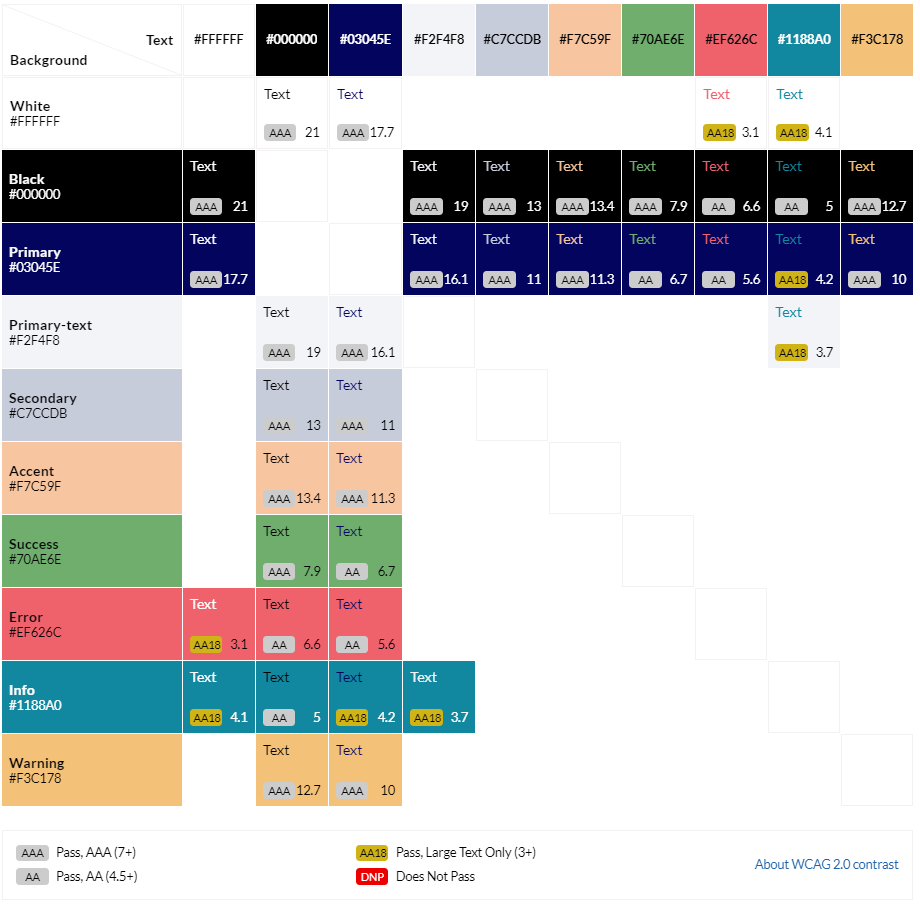 Text #FFFFFF #000000 #03045E #F2F4F8 #C7CCDB #F7C59F #70AE6E #EF626C #1188A0 #F3C178
Background
White Text Text Text Text
#FFFFFF AAA 21 AAA 17.7 AA18 3.1 AA18 4.1
Black Text Text Text Text Text Text Text Text
#000000 AAA 21 AAA 19 AAA 13 AAA 13.4 AAA 7.9 AA 6.6 AA 5 AAA 12.7
Primary Text Text Text Text Text Text Text Text
#03045E AAA 17.7 AAA 16.1 AAA 11 AAA 11.3 AA 6.7 AA 5.6 AA18 4.2 AAA 10
Primary-text Text Text Text
#F2F4F8 AAA 19 AAA 16.1 AA18 3.7
Secondary Text Text
#C7CCDB AAA 13 AAA 11
Accent Text Text
#F7C59F AAA 13.4 AAA 11.3
Success Text Text
#70AE6E AAA 7.9 AA 6.7
Error Text Text Text
#EF626C AA18 3.1 AA 6.6 AA 5.6
Info Text Text Text Text
#1188A0 AA18 4.1 AA 5 AA18 4.2 AA18 3.7
Warning Text Text
#F3C178 AAA 12.7 AAA 10
AAA Pass, AAA (7+) AA18 Pass, Large Text Only (3+)
About WCAG 2.0 contrast
AA Pass, AA (4.5+) DNP Does Not Pass